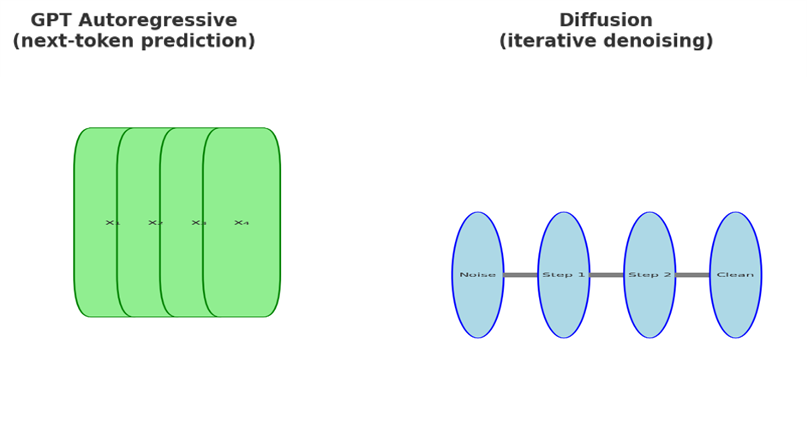 GPT Autoregressive
(next-token prediction)
Diffusion
(iterative denoising)
x₁ x₂ x₃ x₄
Noise Step 1 Step 2 Clean